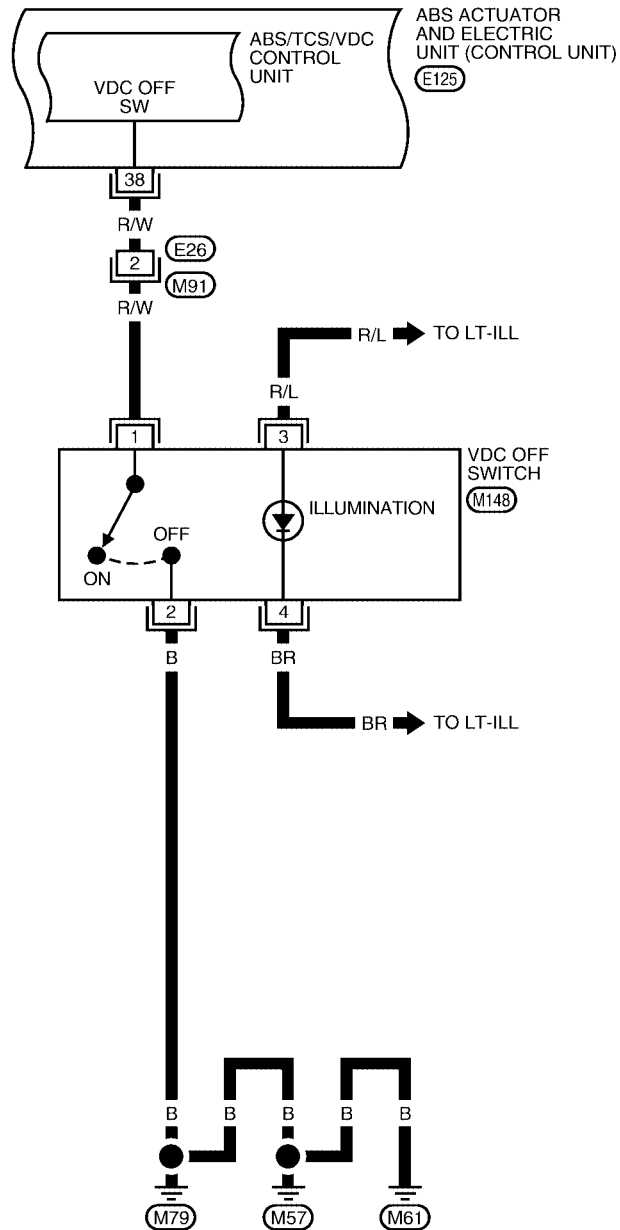 ABS ACTUATOR
AND ELECTRIC
UNIT (CONTROL UNIT)
E125
ABS/TCS/VDC
CONTROL
UNIT
VDC OFF
SW
38
R/W
2
E26
M91
R/W
R/L
TO LT-ILL
R/L
1
3
VDC OFF
SWITCH
M148
ILLUMINATION
OFF
ON
2
4
B
BR
BR
TO LT-ILL
B
B
B
B
B
M79
M57
M61